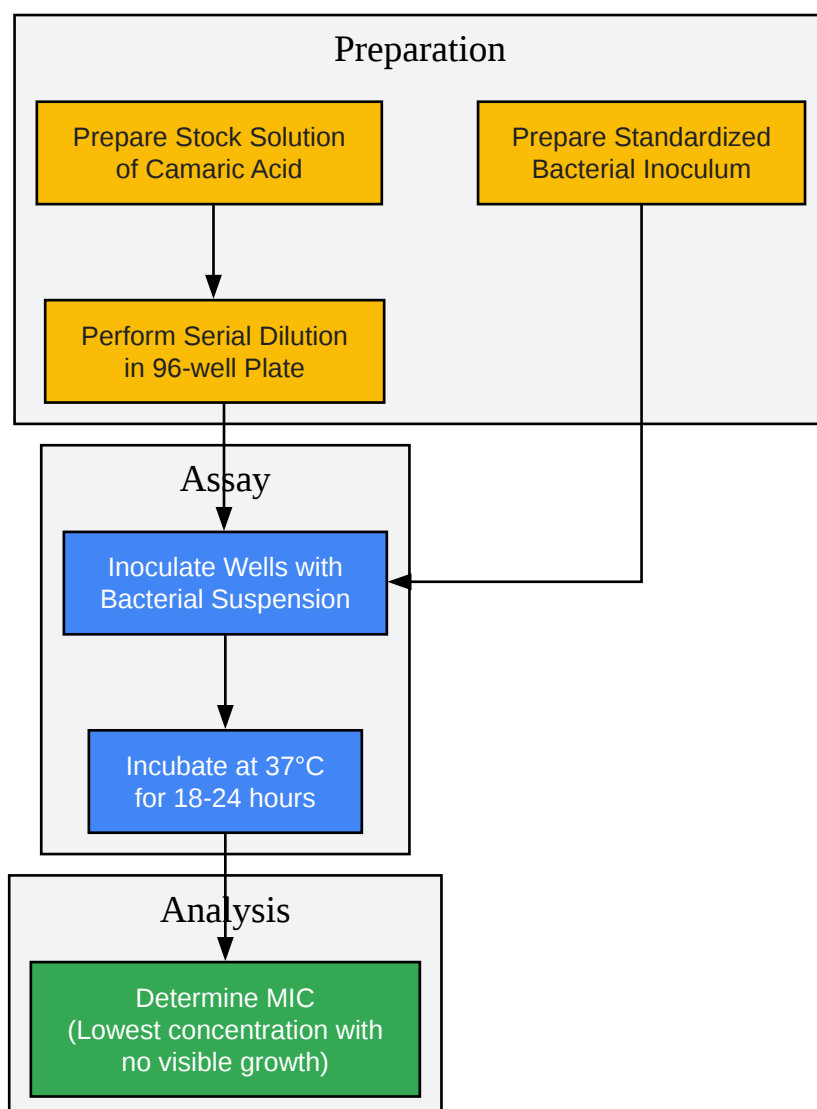 Preparation
Prepare Stock Solution
of Camaric Acid
Prepare Standardized
Bacterial Inoculum
Perform Serial Dilution
in 96-well Plate
Assay
Inoculate Wells with
Bacterial Suspension
Incubate at 37°C
for 18-24 hours
Analysis
Determine MIC
(Lowest concentration with
no visible growth)